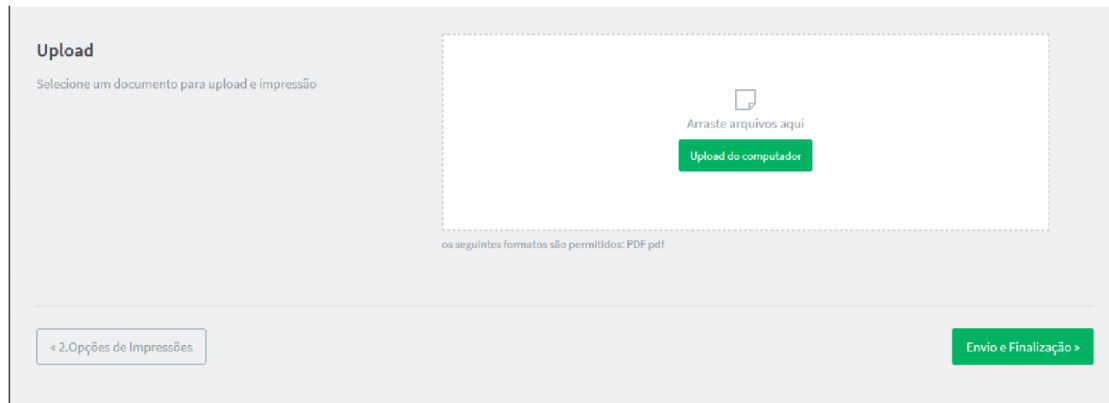 Upload
Selecione um documento para upload e impressão
Arraste arquivos aqui
Upload do computador
os seguintes formatos são permitidos: PDF pdf
« 2.Opções de Impressões
Envio e Finalização »